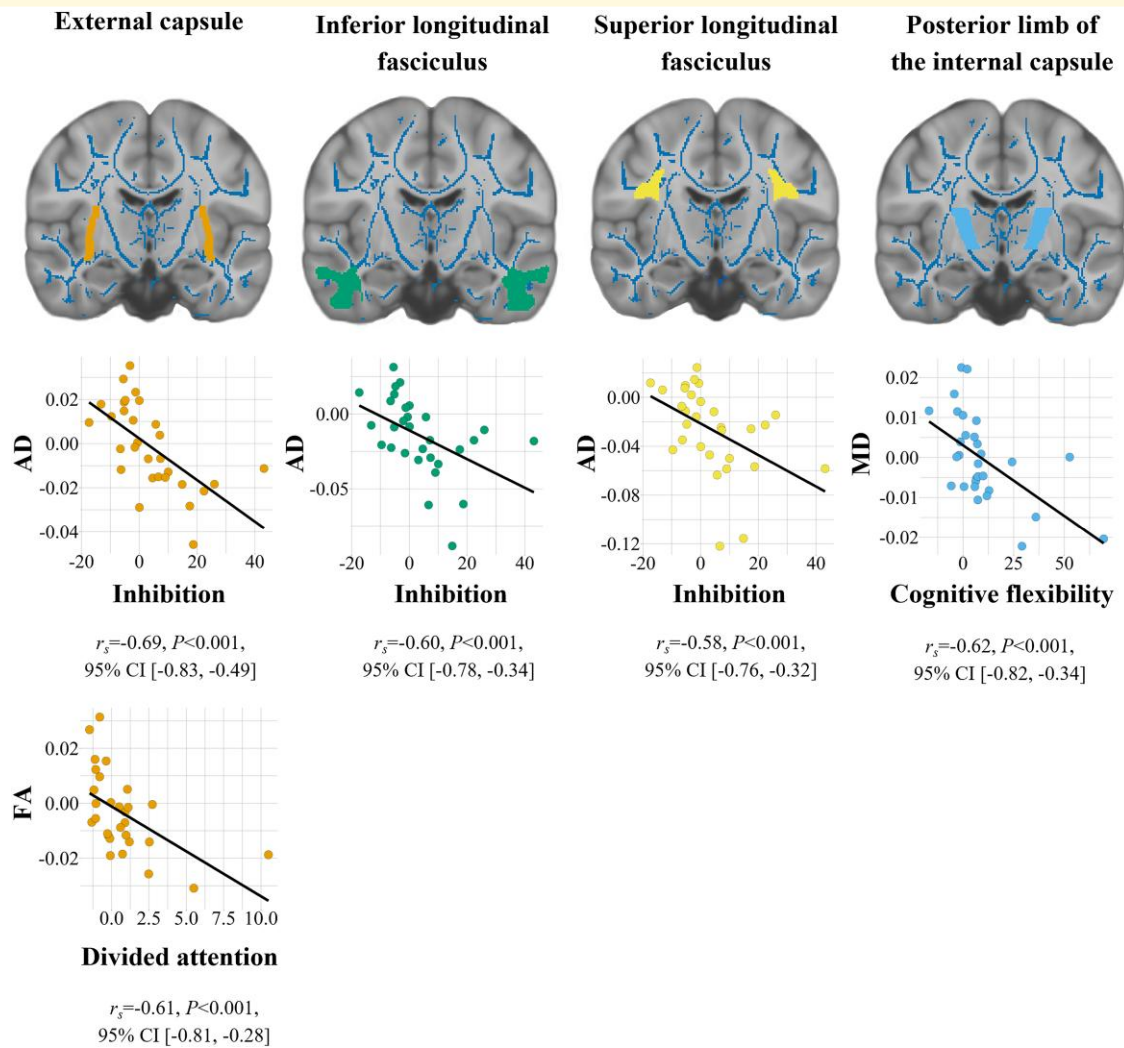 External capsule
Inferior longitudinal
fasciculus
Superior longitudinal
fasciculus
Posterior limb of
the internal capsule
AD
0.02
0.00
-0.02
-0.04
-20 0 20 40
Inhibition
r_s=-0.69, P<0.001,
95% CI [-0.83, -0.49]
AD
0.00
-0.05
-20 0 20 40
Inhibition
r_s=-0.60, P<0.001,
95% CI [-0.78, -0.34]
AD
0.00
-0.04
-0.08
-0.12
-20 0 20 40
Inhibition
r_s=-0.58, P<0.001,
95% CI [-0.76, -0.32]
MD
0.02
0.01
0.00
-0.01
-0.02
0 25 50
Cognitive flexibility
r_s=-0.62, P<0.001,
95% CI [-0.82, -0.34]
FA
0.02
0.00
-0.02
0.0 2.5 5.0 7.5 10.0
Divided attention
r_s=-0.61, P<0.001,
95% CI [-0.81, -0.28]